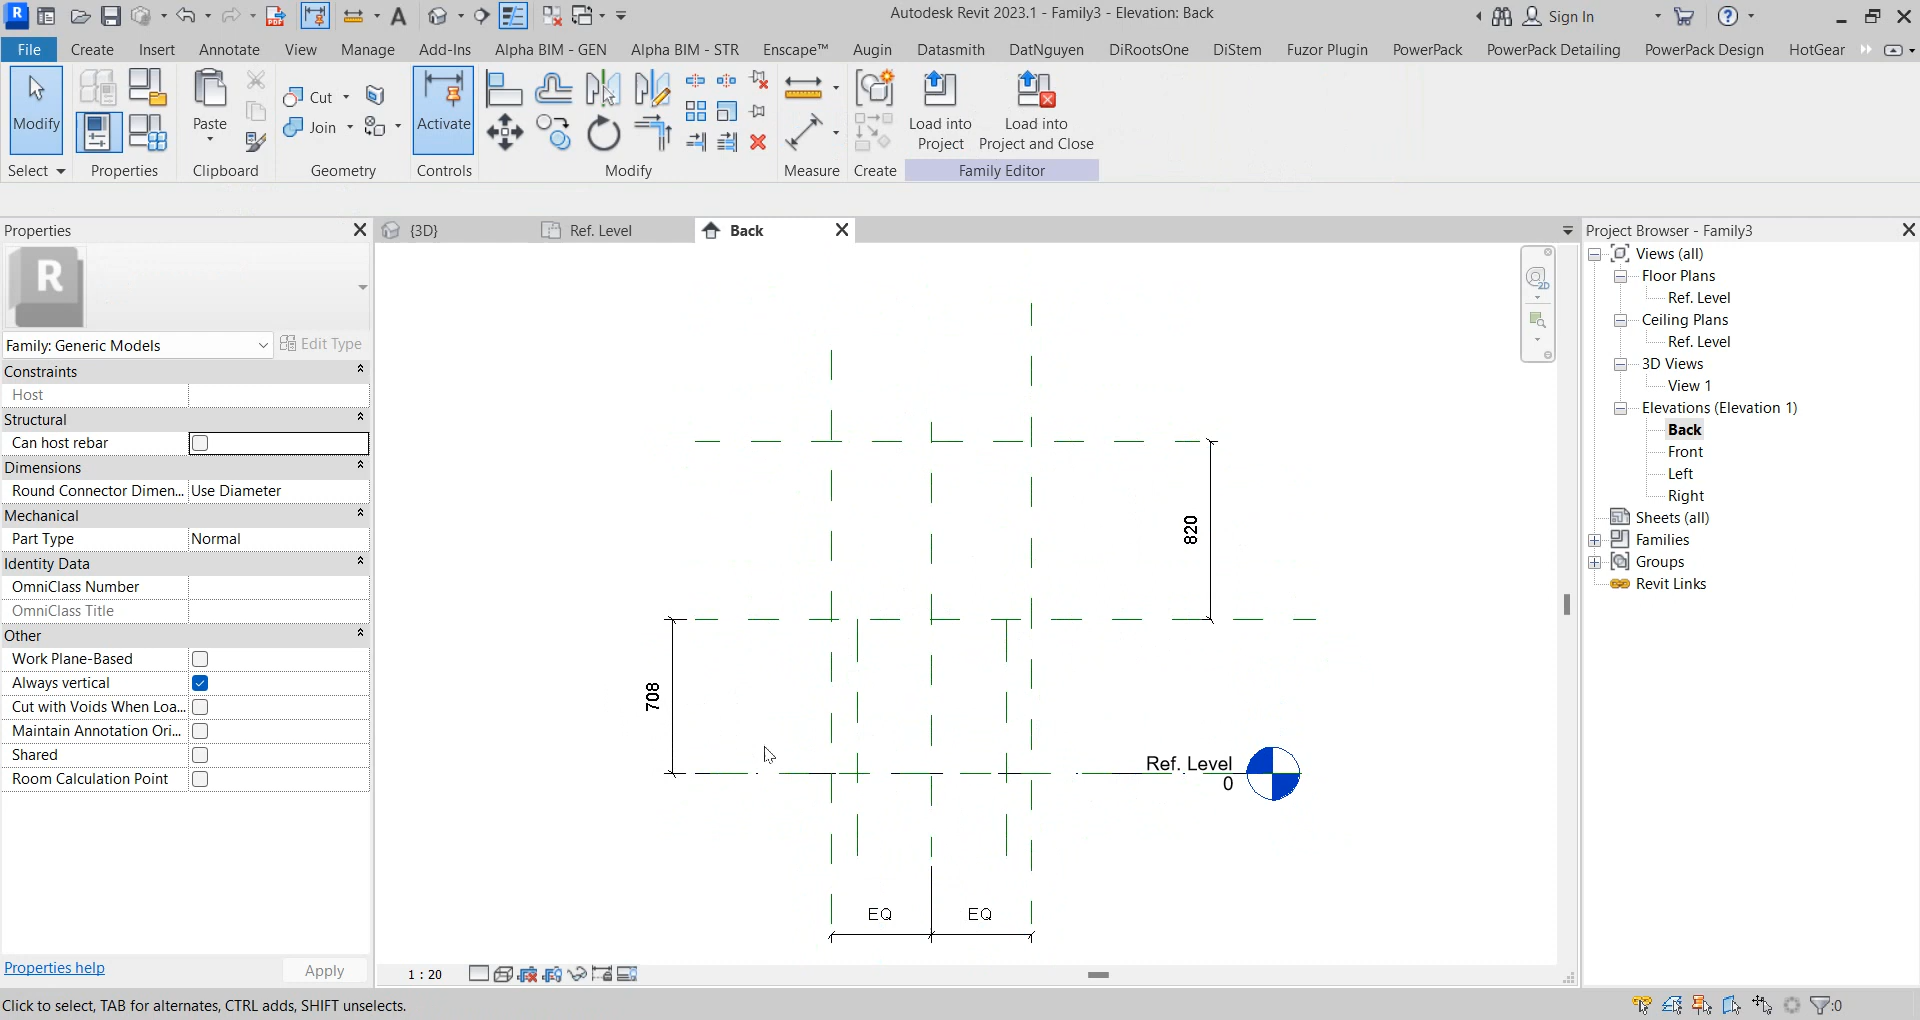 Autodesk Revit 2023.1 - Family3 - Elevation: Back
Sign In
File Create Insert Annotate View Manage Add-Ins Alpha BIM - GEN Alpha BIM - STR Enscape™ Augin Datasmith DatNguyen DiRootsOne DiStem Fuzor Plugin PowerPack PowerPack Detailing PowerPack Design HotGear
Modify
Paste
Cut
Join
Activate
Load into
Project
Load into
Project and Close
Select Properties Clipboard Geometry Controls Modify Measure Create Family Editor
Properties
R
Family: Generic Models
Edit Type
Constraints
Host
Structural
Can host rebar
Dimensions
Round Connector Dimen... Use Diameter
Mechanical
Part Type Normal
Identity Data
OmniClass Number
OmniClass Title
Other
Work Plane-Based
Always vertical
Cut with Voids When Loa...
Maintain Annotation Ori...
Shared
Room Calculation Point
Properties help
Apply
{3D}
Ref. Level
Back
2D
820
708
Ref. Level
0
EQ EQ
1 : 20
Project Browser - Family3
Views (all)
Floor Plans
Ref. Level
Ceiling Plans
Ref. Level
3D Views
View 1
Elevations (Elevation 1)
Back
Front
Left
Right
Sheets (all)
Families
Groups
Revit Links
Click to select, TAB for alternates, CTRL adds, SHIFT unselects.
:0